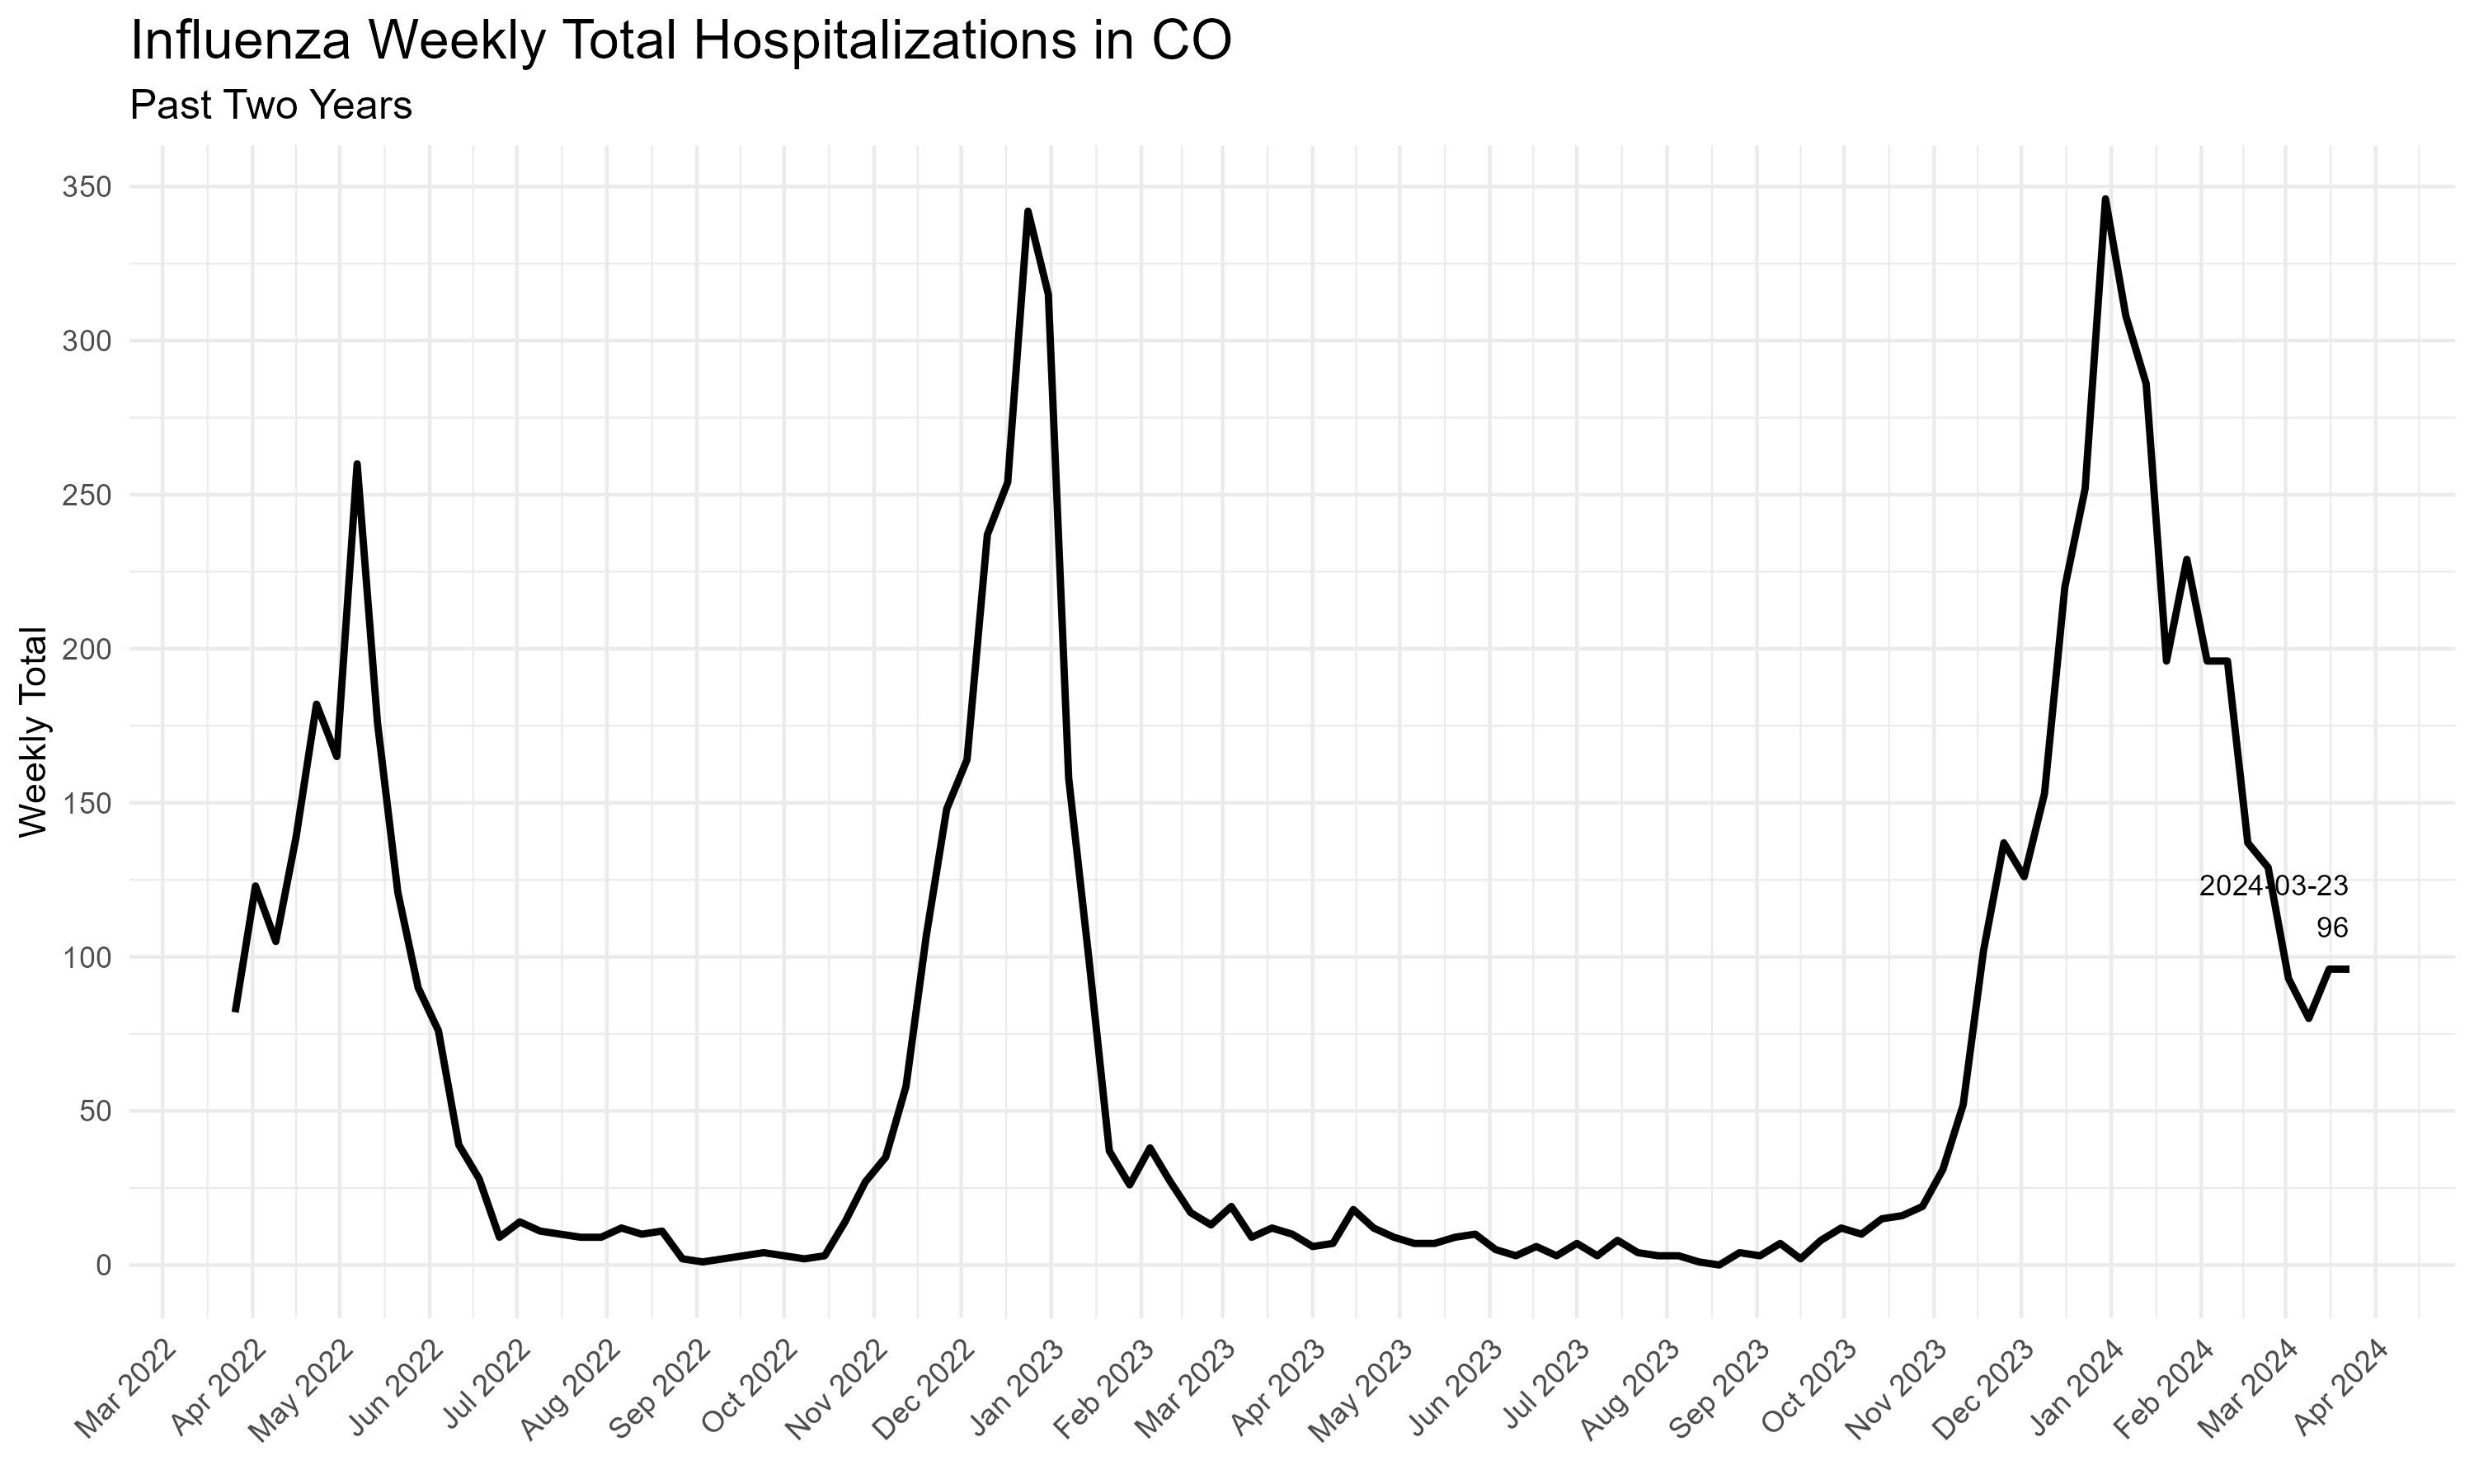 Influenza Weekly Total Hospitalizations in CO
Past Two Years
Weekly Total
350
300
250
200
150
100
50
0
2024-03-23
96
Mar 2022
Apr 2022
May 2022
Jun 2022
Jul 2022
Aug 2022
Sep 2022
Oct 2022
Nov 2022
Dec 2022
Jan 2023
Feb 2023
Mar 2023
Apr 2023
May 2023
Jun 2023
Jul 2023
Aug 2023
Sep 2023
Oct 2023
Nov 2023
Dec 2023
Jan 2024
Feb 2024
Mar 2024
Apr 2024